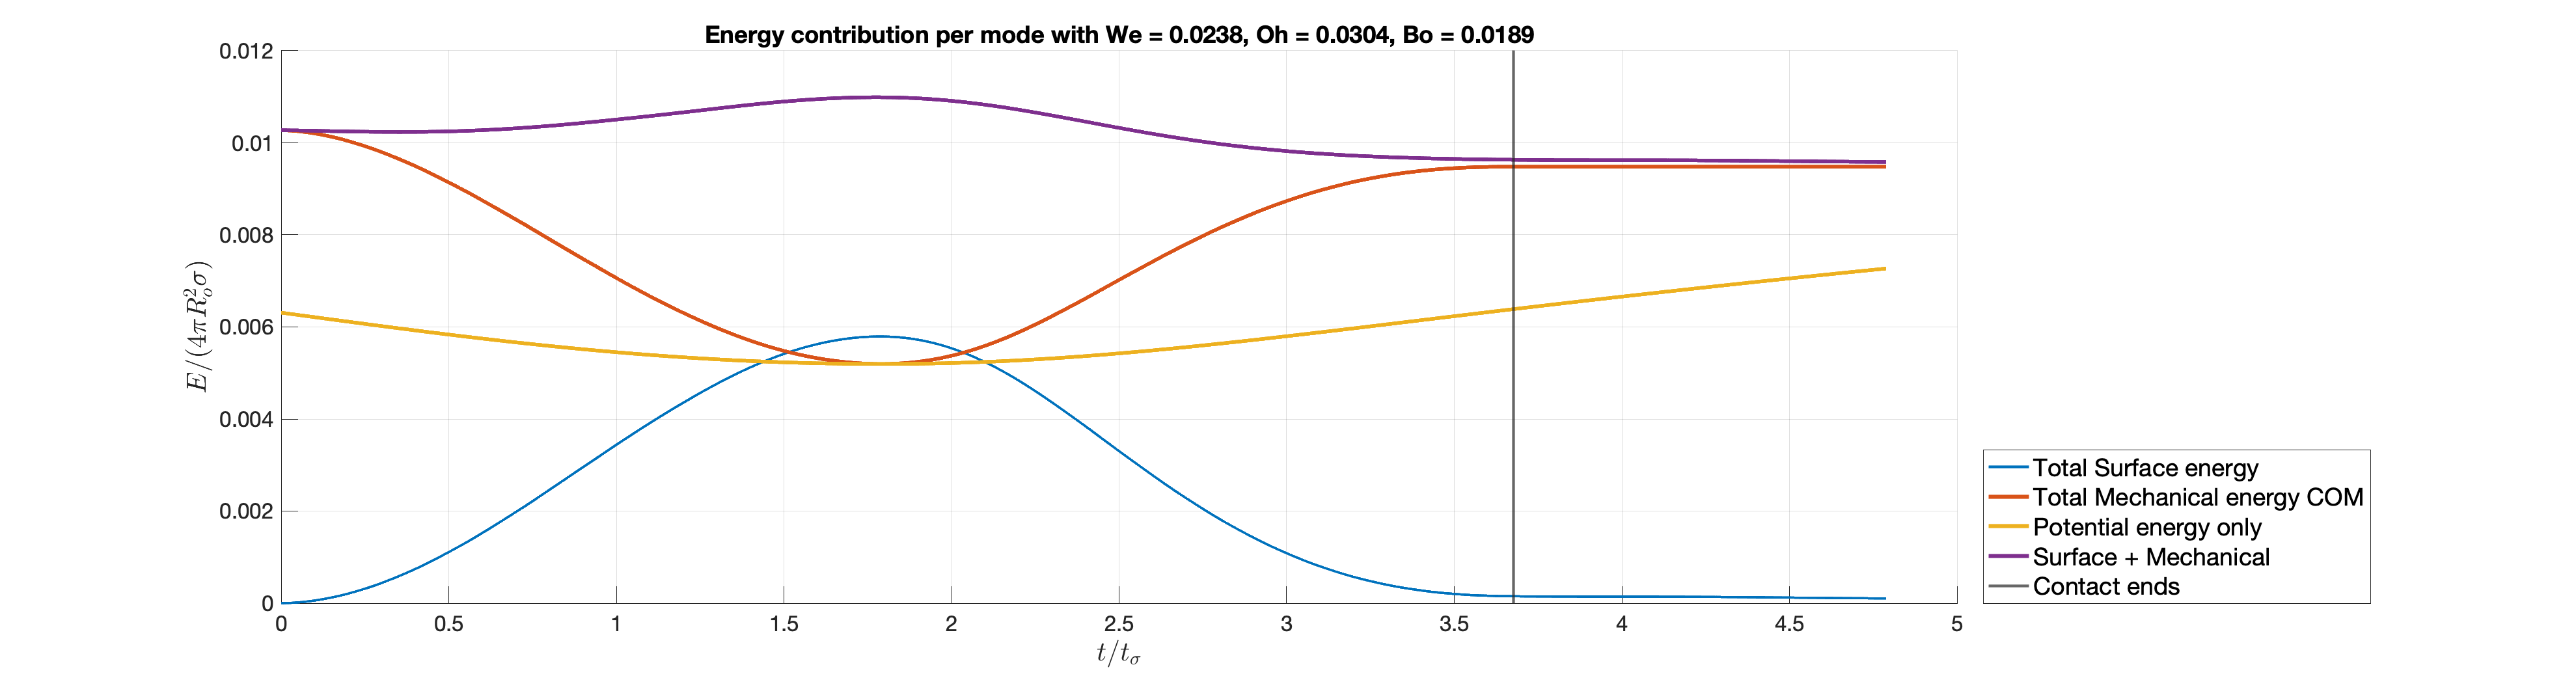 Energy contribution per mode with We = 0.0238, Oh = 0.0304, Bo = 0.0189
0.012
0.01
0.008
0.006
0.004
0.002
0
E/(4πR_o^2σ)
0 0.5 1 1.5 2 2.5 3 3.5 4 4.5 5
t/t_σ
Total Surface energy
Total Mechanical energy COM
Potential energy only
Surface + Mechanical
Contact ends